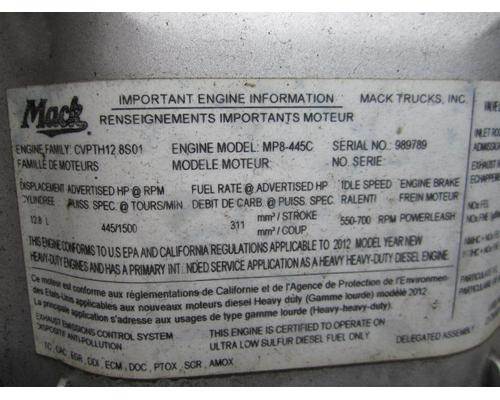 Mack
IMPORTANT ENGINE INFORMATION MACK TRUCKS, INC.
RENSEIGNEMENTS IMPORTANTS MOTEUR
ENGINE FAMILY: CVPTH12.8S01 ENGINE MODEL: MP8-445C SERIAL NO.: 989789
FAMILLE DE MOTEURS MODELE MOTEUR: NO. SERIE:
DISPLACEMENT ADVERTISED HP @ RPM FUEL RATE @ ADVERTISED HP IDLE SPEED ENGINE BRAKE
CYLINDREE PUISS SPEC. @ TOURS/MIN. DEBIT DE CARB. @ PUISS. SPEC. RALENTI FREIN MOTEUR
12.8 L 445/1500 311 mm³ / STROKE 550-700 RPM POWERLEASH
mm³ / COUP
THIS ENGINE CONFORMS TO U.S EPA AND CALIFORNIA REGULATIONS APPLICABLE TO 2012 MODEL YEAR NEW
HEAVY-DUTY ENGINES AND HAS A PRIMARY INT NDED SERVICE APPLICATION AS A HEAVY HEAVY-DUTY DIESEL ENGINE.
Ce moteur est conforme aux réglementations de Californie et de l'Agence de Protection de l'Environnemen
des Etats-Unis applicables aux nouveaux moteurs diesel Heavy duty (Gamme lourde) modèle 2012.
La principale application s'adresse aux usages de type gamme lourde (Heavy-heavy-duty).
EXHAUST EMISSIONS CONTROL SYSTEM THIS ENGINE IS CERTIFIED TO OPERATE ON DELEGATED ASSEMBLY
DISPOSITIF ANTI-POLLUTION ULTRA LOW SULFUR DIESEL FUEL ONLY
TC, CAC, EGR, DDI, ECM, DOC, PTOX, SCR, AMOX